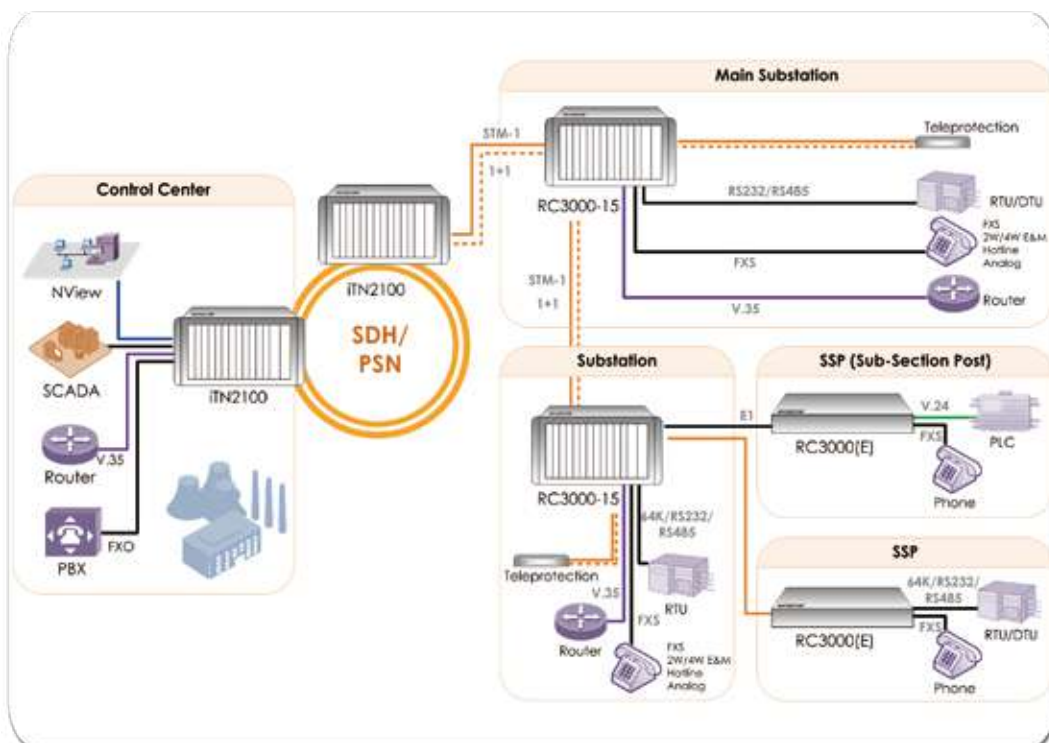 Main Substation
STM-1
1+1
RC3000-15
Teleprotection
RS232/RS485
RTU/DTU
FXS
FXS
2W/4W E&M
Hotline
Analog
V.35
Router
Control Center
NView
SCADA
Router
V.35
PBX
FXO
iTN2100
iTN2100
SDH/
PSN
STM-1
1+1
Substation
RC3000-15
E1
64K/RS232/
RS485
Teleprotection
RTU
V.35
Router
FXS
FXS
2W/4W E&M
Hotline
Analog
SSP (Sub-Section Post)
RC3000(E)
V.24
PLC
FXS
Phone
SSP
RC3000(E)
64K/RS232/
RS485
RTU/DTU
FXS
Phone